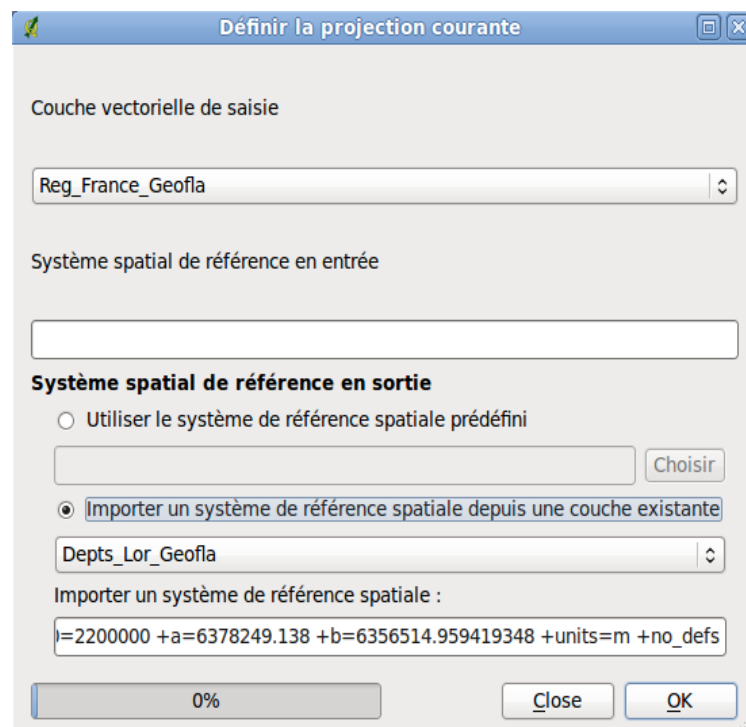 Définir la projection courante
Couche vectorielle de saisie
Reg_France_Geofla
Système spatial de référence en entrée
Système spatial de référence en sortie
Utiliser le système de référence spatiale prédéfini
Choisir
Importer un système de référence spatiale depuis une couche existante
Depts_Lor_Geofla
Importer un système de référence spatiale :
=2200000 +a=6378249.138 +b=6356514.959419348 +units=m +no_defs
0%
Close
OK